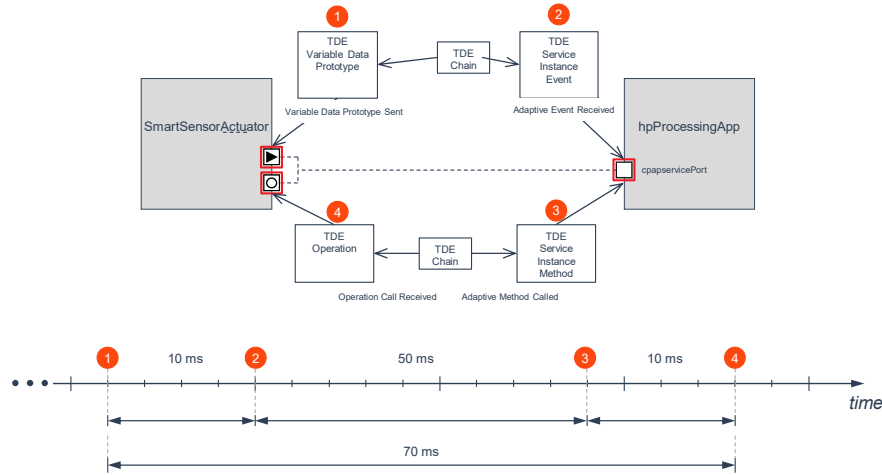 1
2
TDE
Variable Data
Prototype
TDE
Chain
TDE
Service
Instance
Event
Variable Data Prototype Sent
Adaptive Event Received
SmartSensorActuator
hpProcessingApp
cpapservicePort
4
3
TDE
Operation
TDE
Chain
TDE
Service
Instance
Method
Operation Call Received
Adaptive Method Called
1
10 ms
2
50 ms
3
10 ms
4
time
70 ms